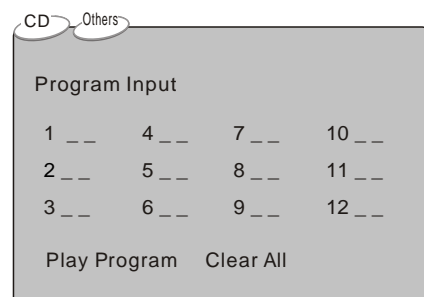 CD Others
Program Input
1 _ _ 4 _ _ 7 _ _ 10 _ _
2 _ _ 5 _ _ 8 _ _ 11 _ _
3 _ _ 6 _ _ 9 _ _ 12 _ _
Play Program Clear All